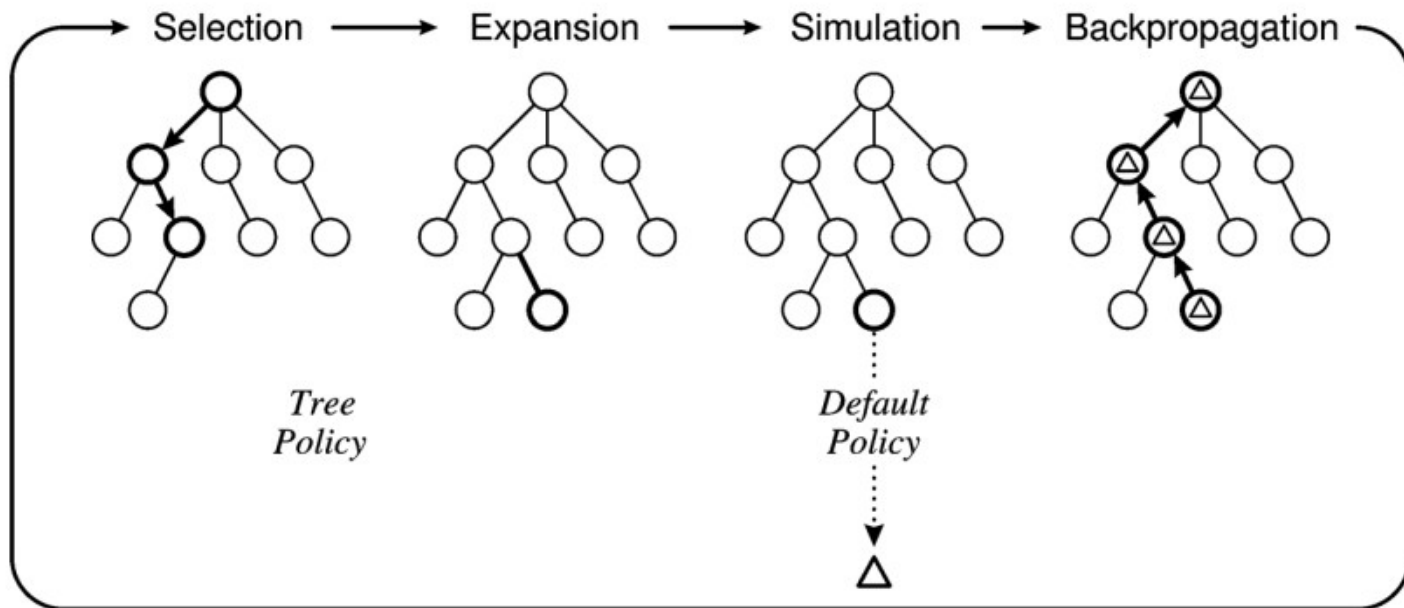 Selection Expansion Simulation Backpropagation
Tree
Policy
Default
Policy